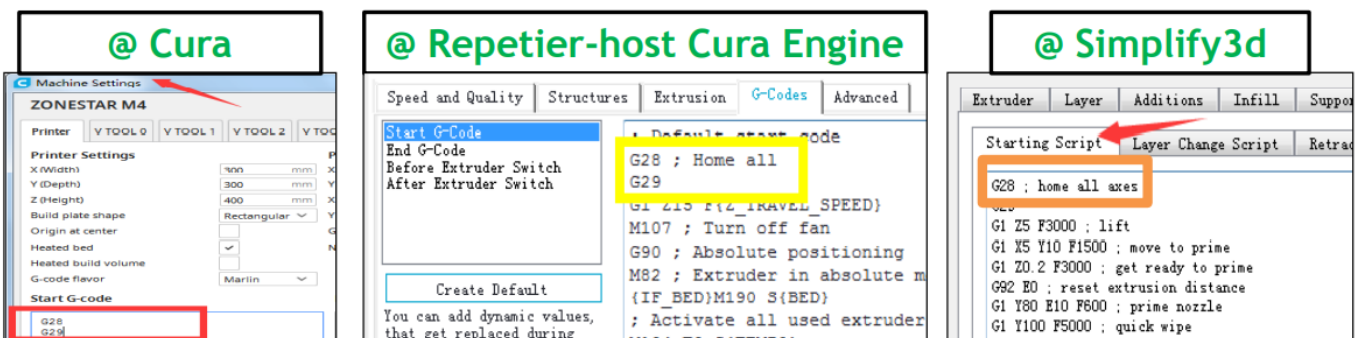 @ Cura
Machine Settings
ZONESTAR M4
Printer Y TOOL 0 Y TOOL 1 Y TOOL 2 Y TOO
Printer Settings P
X (Width) 300 mm X
Y (Depth) 300 mm Y
Z (Height) 400 mm X
Build plate shape Rectangular Y
Origin at center G
Heated bed N
Heated build volume
G-code flavor Marlin
Start G-code
G28
G29
@ Repetier-host Cura Engine
Speed and Quality Structures Extrusion G-Codes Advanced
Start G-Code
End G-Code
Before Extruder Switch
After Extruder Switch
Create Default
You can add dynamic values,
that get replaced during
; Default start code
G28 ; Home all
G29
G1 Z15 F{Z_TRAVEL_SPEED}
M107 ; Turn off fan
G90 ; Absolute positioning
M82 ; Extruder in absolute m
{IF_BED}M190 S{BED}
; Activate all used extruder
@ Simplify3d
Extruder Layer Additions Infill Suppor
Starting Script Layer Change Script Retrac
G28 ; home all axes
G29
G1 Z5 F3000 ; lift
G1 X5 Y10 F1500 ; move to prime
G1 Z0.2 F3000 ; get ready to prime
G92 E0 ; reset extrusion distance
G1 Y80 E10 F600 ; prime nozzle
G1 Y100 F5000 ; quick wipe